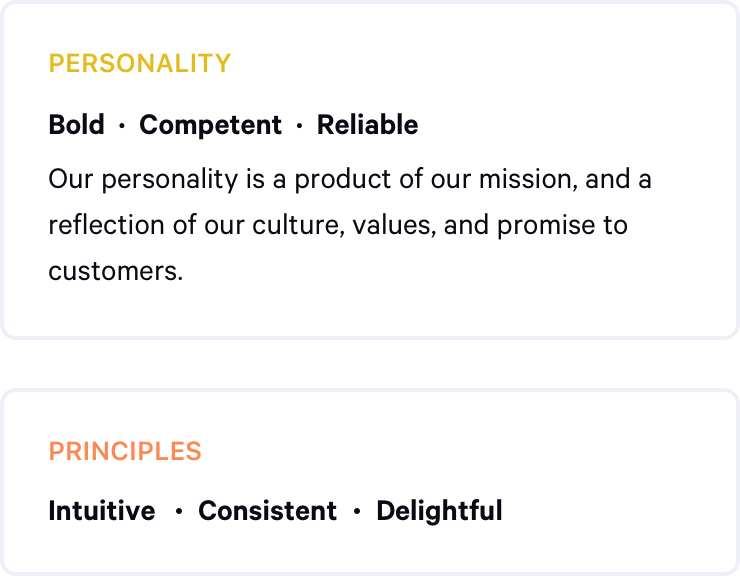 PERSONALITY
Bold · Competent · Reliable
Our personality is a product of our mission, and a
reflection of our culture, values, and promise to
customers.
PRINCIPLES
Intuitive · Consistent · Delightful